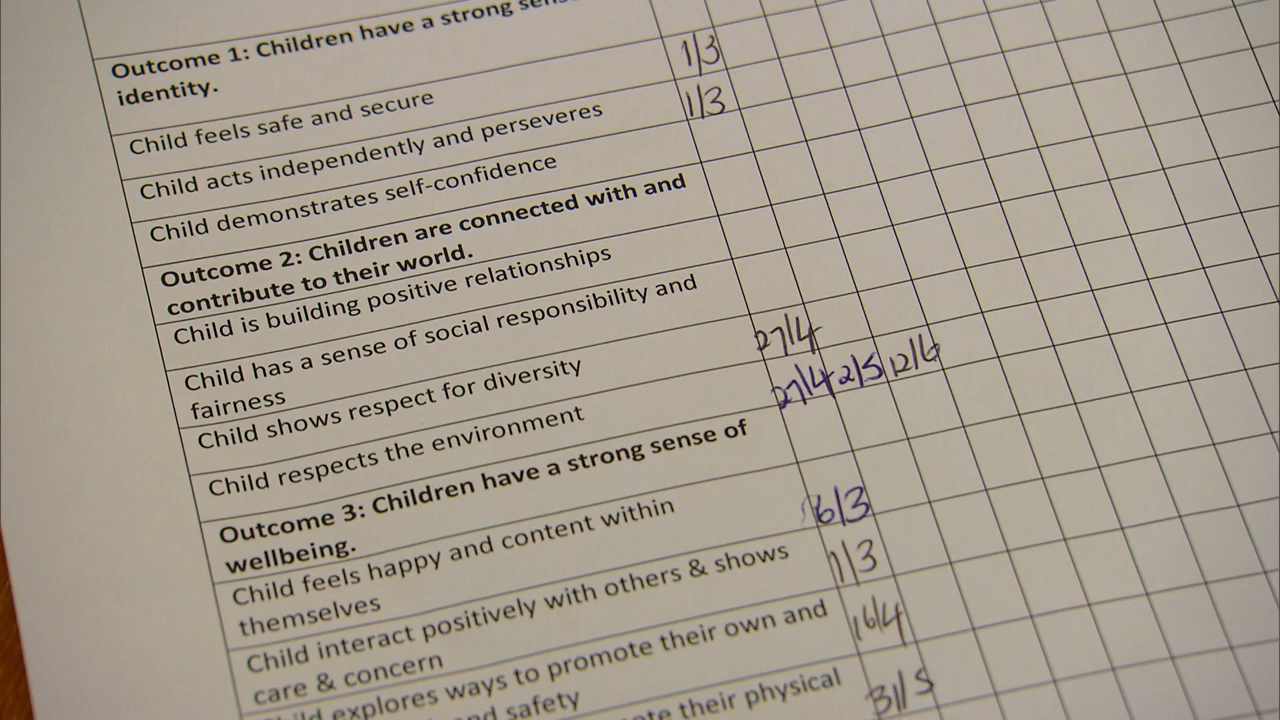 Outcome 1: Children have a strong sense
identity.
Child feels safe and secure 1/3
Child acts independently and perseveres 1/3
Child demonstrates self-confidence
Outcome 2: Children are connected with and
contribute to their world.
Child is building positive relationships
Child has a sense of social responsibility and
fairness
Child shows respect for diversity 27/4
Child respects the environment 27/4 2/5 12/6
Outcome 3: Children have a strong sense of
wellbeing.
Child feels happy and content within
themselves 6/3
Child interact positively with others & shows
care & concern 1/3
Child explores ways to promote their own and
safety 16/4
their physical 31/5